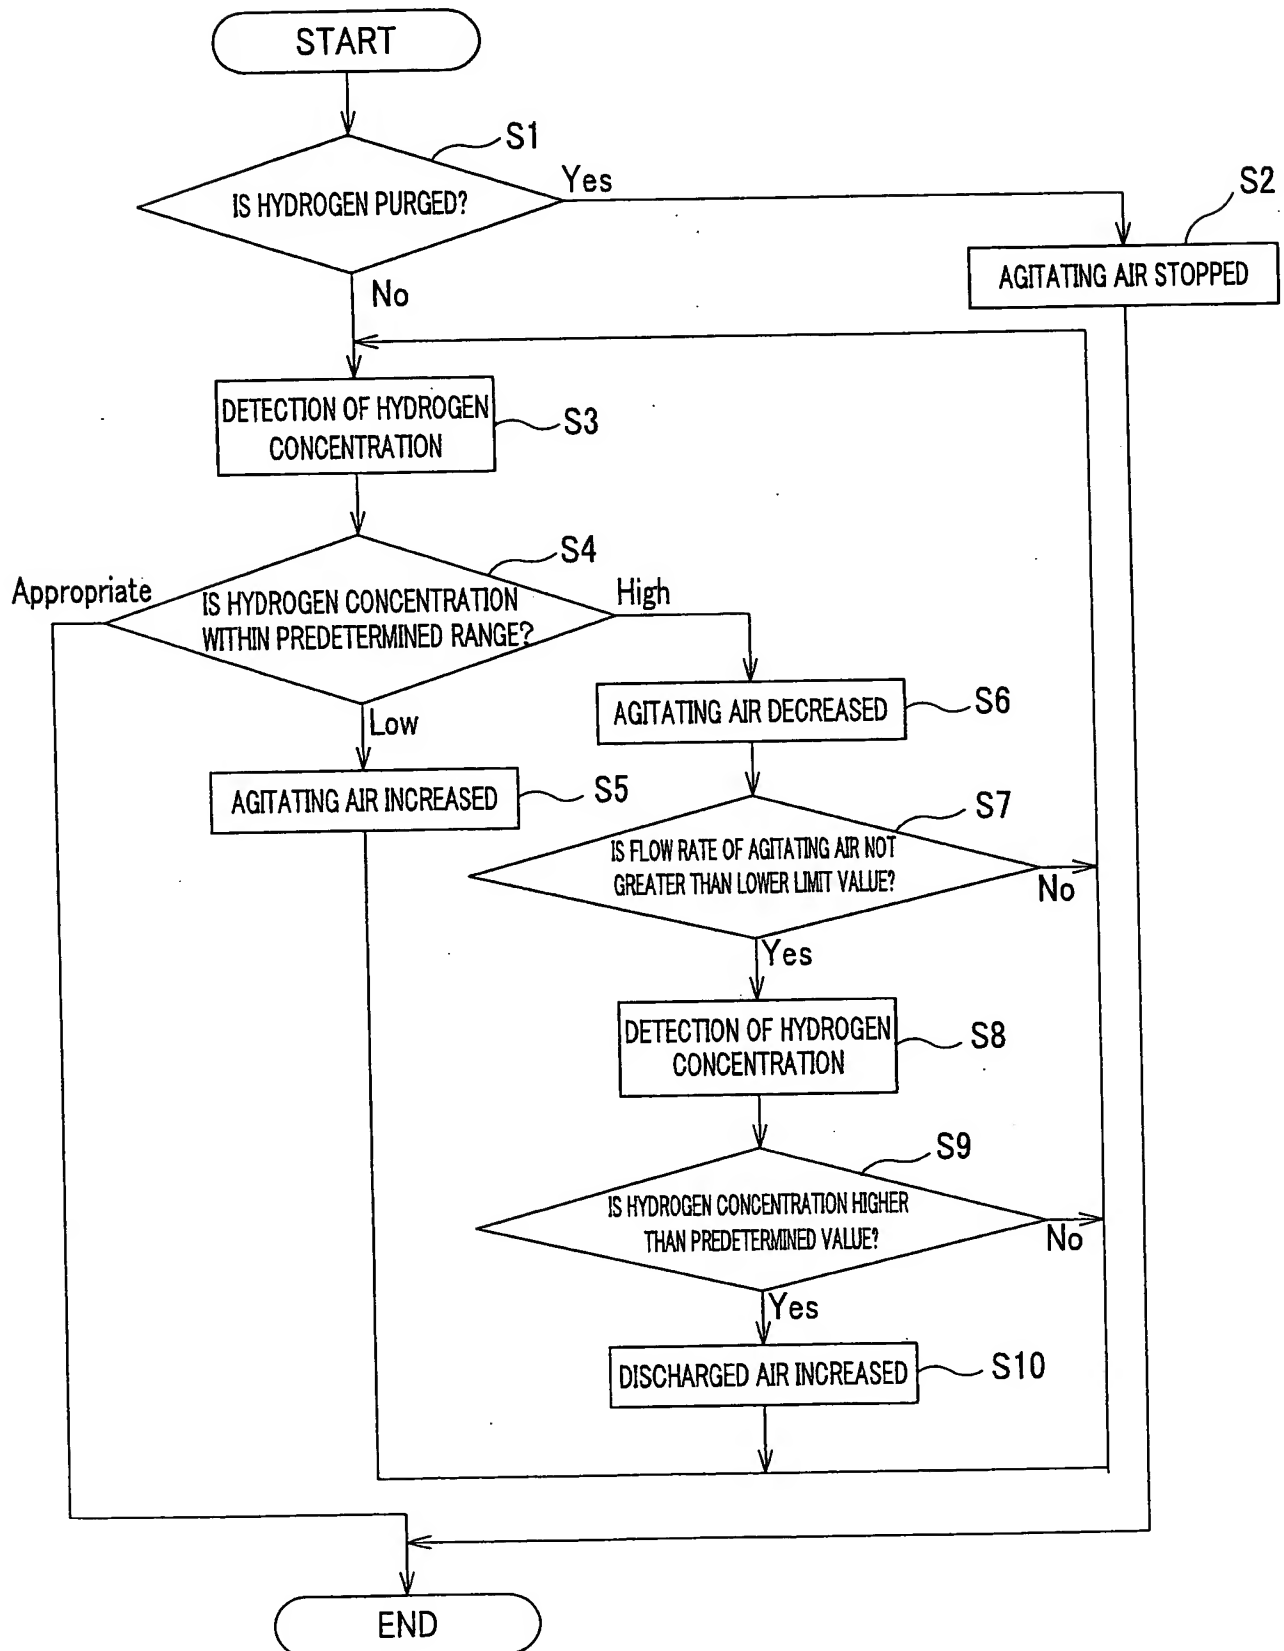 START
S1
IS HYDROGEN PURGED?
Yes
S2
AGITATING AIR STOPPED
No
DETECTION OF HYDROGEN
CONCENTRATION
S3
S4
Appropriate
IS HYDROGEN CONCENTRATION
WITHIN PREDETERMINED RANGE?
High
AGITATING AIR DECREASED
S6
Low
AGITATING AIR INCREASED
S5
S7
IS FLOW RATE OF AGITATING AIR NOT
GREATER THAN LOWER LIMIT VALUE?
No
Yes
DETECTION OF HYDROGEN
CONCENTRATION
S8
S9
IS HYDROGEN CONCENTRATION HIGHER
THAN PREDETERMINED VALUE?
No
Yes
DISCHARGED AIR INCREASED
S10
END